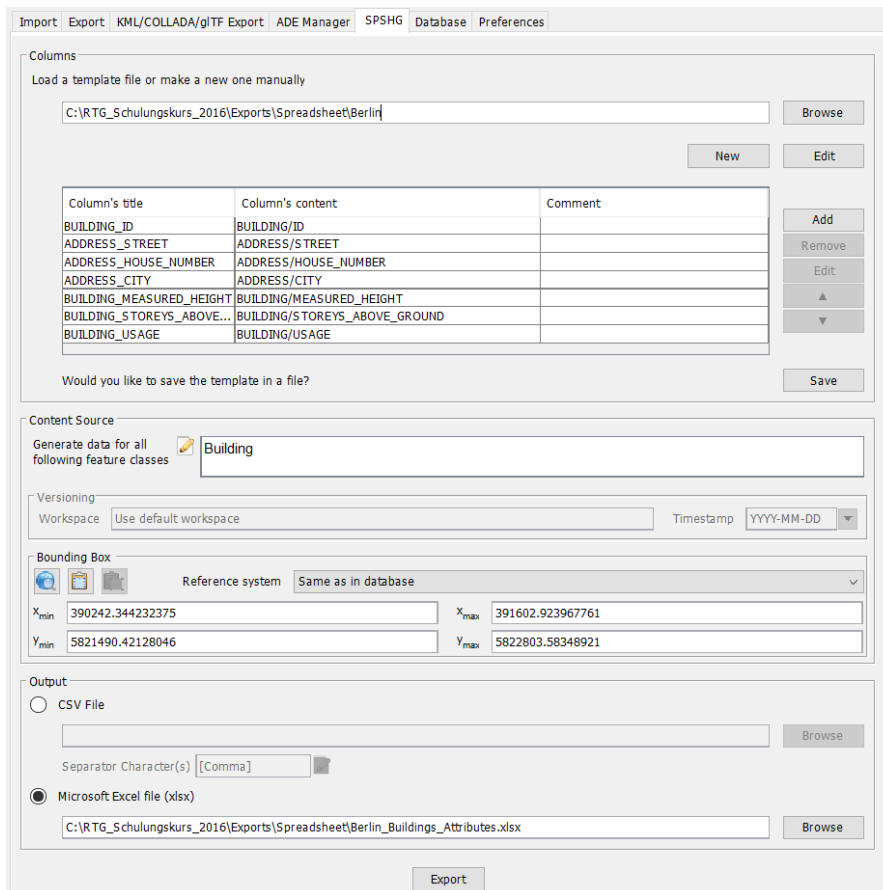 Import Export KML/COLLADA/glTF Export ADE Manager SPSHG Database Preferences
Columns
Load a template file or make a new one manually
C:\RTG_Schulungskurs_2016\Exports\Spreadsheet\Berlin Browse
New Edit
Column's title Column's content Comment
BUILDING_ID BUILDING/ID
ADDRESS_STREET ADDRESS/STREET
ADDRESS_HOUSE_NUMBER ADDRESS/HOUSE_NUMBER
ADDRESS_CITY ADDRESS/CITY
BUILDING_MEASURED_HEIGHT BUILDING/MEASURED_HEIGHT
BUILDING_STOREYS_ABOVE... BUILDING/STOREYS_ABOVE_GROUND
BUILDING_USAGE BUILDING/USAGE
Add
Remove
Edit
▲
▼
Would you like to save the template in a file? Save
Content Source
Generate data for all
following feature classes
Building
Versioning
Workspace Use default workspace Timestamp YYYY-MM-DD
Bounding Box
Reference system Same as in database
xmin 390242.344232375 xmax 391602.923967761
ymin 5821490.42128046 ymax 5822803.58348921
Output
CSV File
Browse
Separator Character(s) [Comma]
Microsoft Excel file (xlsx)
C:\RTG_Schulungskurs_2016\Exports\Spreadsheet\Berlin_Buildings_Attributes.xlsx Browse
Export